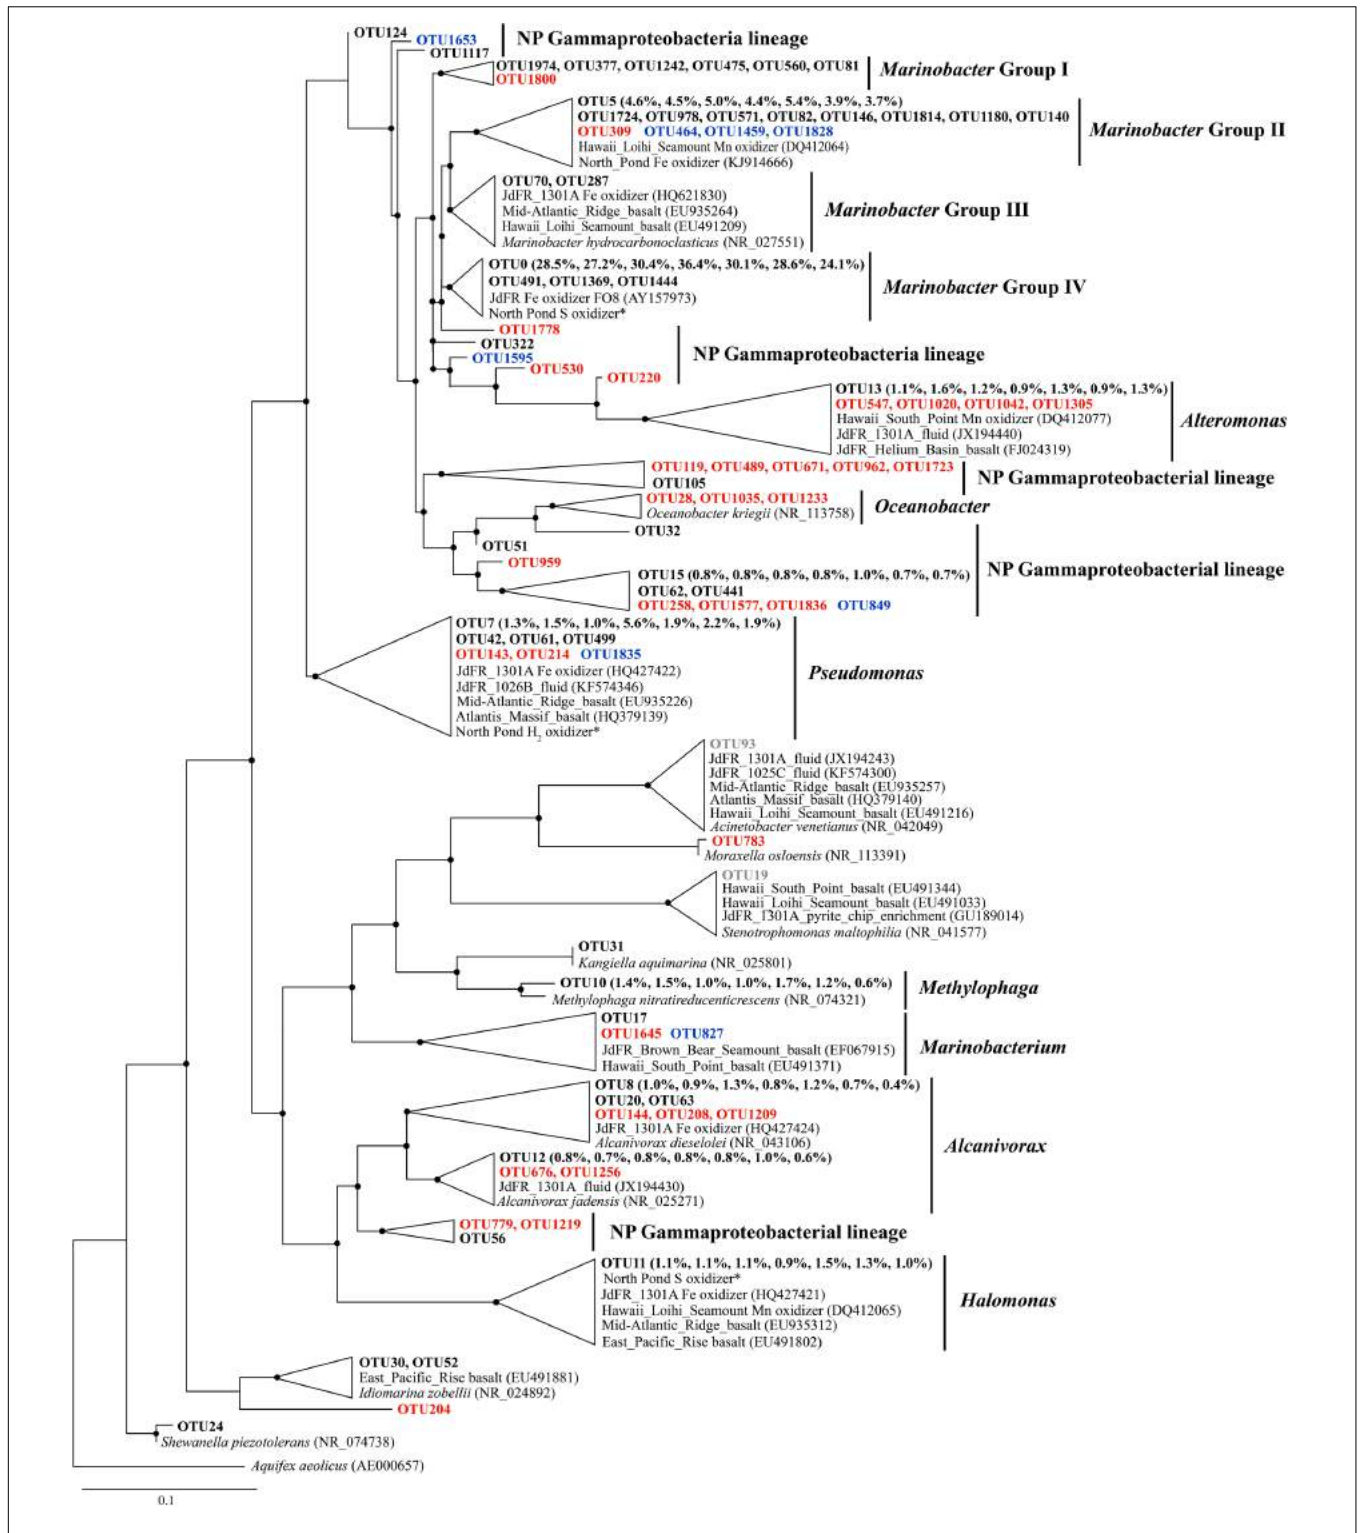 OTU124
OTU1653
OTU1117
NP Gammaproteobacteria lineage
OTU1974, OTU377, OTU1242, OTU475, OTU560, OTU81
OTU1800
Marinobacter Group I
OTU5 (4.6%, 4.5%, 5.0%, 4.4%, 5.4%, 3.9%, 3.7%)
OTU1724, OTU978, OTU571, OTU82, OTU146, OTU1814, OTU1180, OTU140
OTU309 OTU464, OTU1459, OTU1828
Hawaii_Loihi_Seamount Mn oxidizer (DQ412064)
North_Pond Fe oxidizer (KJ914666)
Marinobacter Group II
OTU70, OTU287
JdFR_1301A Fe oxidizer (HQ621830)
Mid-Atlantic_Ridge_basalt (EU935264)
Hawaii_Loihi_Seamount_basalt (EU491209)
Marinobacter hydrocarbonoclasticus (NR_027551)
Marinobacter Group III
OTU0 (28.5%, 27.2%, 30.4%, 36.4%, 30.1%, 28.6%, 24.1%)
OTU491, OTU1369, OTU1444
JdFR Fe oxidizer FO8 (AY157973)
North Pond S oxidizer*
Marinobacter Group IV
OTU1778
OTU322
OTU1595
OTU530
OTU220
NP Gammaproteobacteria lineage
OTU13 (1.1%, 1.6%, 1.2%, 0.9%, 1.3%, 0.9%, 1.3%)
OTU547, OTU1020, OTU1042, OTU1305
Hawaii_South_Point Mn oxidizer (DQ412077)
JdFR_1301A_fluid (JX194440)
JdFR_Helium_Basin_basalt (FJ024319)
Alteromonas
OTU119, OTU489, OTU671, OTU962, OTU1723
OTU105
NP Gammaproteobacterial lineage
OTU28, OTU1035, OTU1233
Oceanobacter kriegii (NR_113758)
Oceanobacter
OTU32
OTU51
OTU959
OTU15 (0.8%, 0.8%, 0.8%, 0.8%, 1.0%, 0.7%, 0.7%)
OTU62, OTU441
OTU258, OTU1577, OTU1836 OTU849
NP Gammaproteobacterial lineage
OTU7 (1.3%, 1.5%, 1.0%, 5.6%, 1.9%, 2.2%, 1.9%)
OTU42, OTU61, OTU499
OTU143, OTU214 OTU1835
JdFR_1301A Fe oxidizer (HQ427422)
JdFR_1026B_fluid (KF574346)
Mid-Atlantic_Ridge_basalt (EU935226)
Atlantis_Massif_basalt (HQ379139)
North Pond H2 oxidizer*
Pseudomonas
OTU93
JdFR_1301A_fluid (JX194243)
JdFR_1025C_fluid (KF574300)
Mid-Atlantic_Ridge_basalt (EU935257)
Atlantis_Massif_basalt (HQ379140)
Hawaii_Loihi_Seamount_basalt (EU491216)
Acinetobacter venetianus (NR_042049)
OTU783
Moraxella osloensis (NR_113391)
OTU19
Hawaii_South_Point_basalt (EU491344)
Hawaii_Loihi_Seamount_basalt (EU491033)
JdFR_1301A_pyrite_chip_enrichment (GU189014)
Stenotrophomonas maltophilia (NR_041577)
OTU31
Kangiella aquimarina (NR_025801)
OTU10 (1.4%, 1.5%, 1.0%, 1.0%, 1.7%, 1.2%, 0.6%)
Methylophaga nitratireducenticrescens (NR_074321)
Methylophaga
OTU17
OTU1645 OTU827
JdFR_Brown_Bear_Seamount_basalt (EF067915)
Hawaii_South_Point_basalt (EU491371)
Marinobacterium
OTU8 (1.0%, 0.9%, 1.3%, 0.8%, 1.2%, 0.7%, 0.4%)
OTU20, OTU63
OTU144, OTU208, OTU1209
JdFR_1301A Fe oxidizer (HQ427424)
Alcanivorax dieselolei (NR_043106)
OTU12 (0.8%, 0.7%, 0.8%, 0.8%, 0.8%, 1.0%, 0.6%)
OTU676, OTU1256
JdFR_1301A_fluid (JX194430)
Alcanivorax jadensis (NR_025271)
Alcanivorax
OTU779, OTU1219
OTU56
NP Gammaproteobacterial lineage
OTU11 (1.1%, 1.1%, 1.1%, 0.9%, 1.5%, 1.3%, 1.0%)
North Pond S oxidizer*
JdFR_1301A Fe oxidizer (HQ427421)
Hawaii_Loihi_Seamount Mn oxidizer (DQ412065)
Mid-Atlantic_Ridge_basalt (EU935312)
East_Pacific_Rise basalt (EU491802)
Halomonas
OTU30, OTU52
East_Pacific_Rise basalt (EU491881)
Idiomarina zobellii (NR_024892)
OTU204
OTU24
Shewanella piezotolerans (NR_074738)
Aquifex aeolicus (AE000657)
0.1